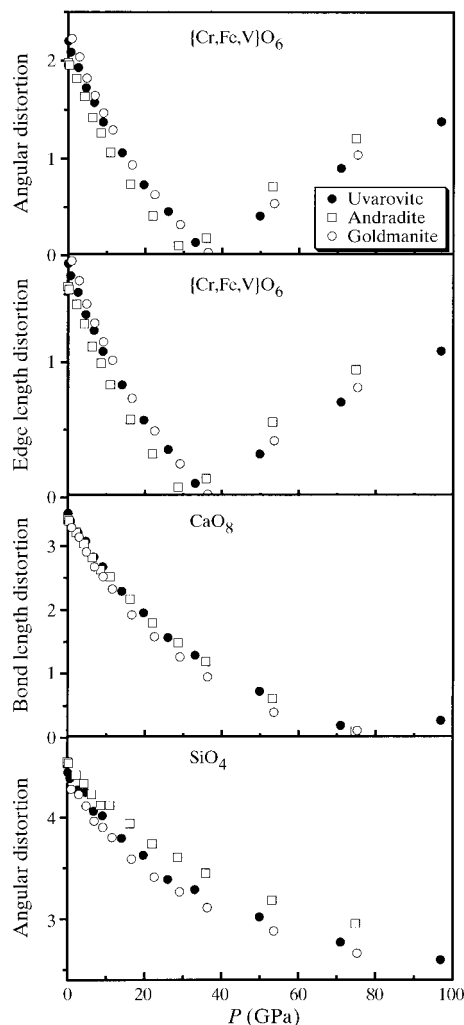 {Cr,Fe,V}O6
Angular distortion
2
1
0
Uvarovite
Andradite
Goldmanite
{Cr,Fe,V}O6
Edge length distortion
1
0
CaO8
Bond length distortion
3
2
1
0
SiO4
Angular distortion
4
3
0
20
40
60
80
100
P (GPa)